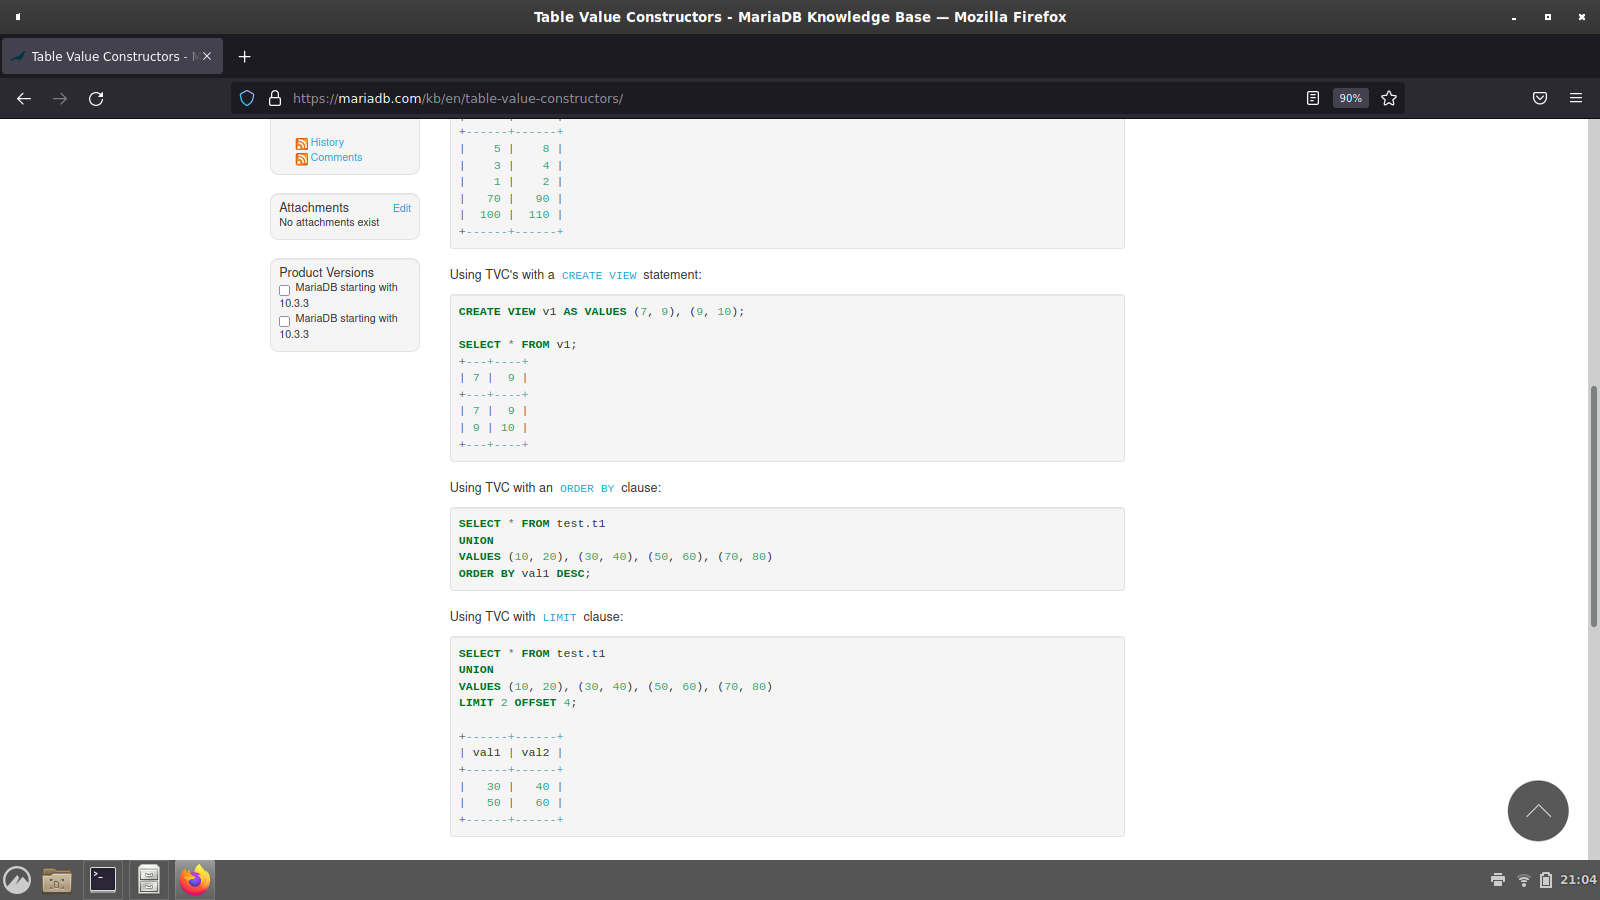 Table Value Constructors - MariaDB Knowledge Base — Mozilla Firefox
Table Value Constructors -
https://mariadb.com/kb/en/table-value-constructors/
90%
History
Comments
Attachments Edit
No attachments exist
Product Versions
MariaDB starting with
10.3.3
MariaDB starting with
10.3.3
+------+------+
|    5 |    8 |
|    3 |    4 |
|    1 |    2 |
|   70 |   90 |
|  100 |  110 |
+------+------+
Using TVC's with a CREATE VIEW statement:
CREATE VIEW v1 AS VALUES (7, 9), (9, 10);
SELECT * FROM v1;
+---+----+
| 7 |  9 |
+---+----+
| 7 |  9 |
| 9 | 10 |
+---+----+
Using TVC with an ORDER BY clause:
SELECT * FROM test.t1
UNION
VALUES (10, 20), (30, 40), (50, 60), (70, 80)
ORDER BY val1 DESC;
Using TVC with LIMIT clause:
SELECT * FROM test.t1
UNION
VALUES (10, 20), (30, 40), (50, 60), (70, 80)
LIMIT 2 OFFSET 4;
+------+------+
| val1 | val2 |
+------+------+
|   30 |   40 |
|   50 |   60 |
+------+------+
21:04